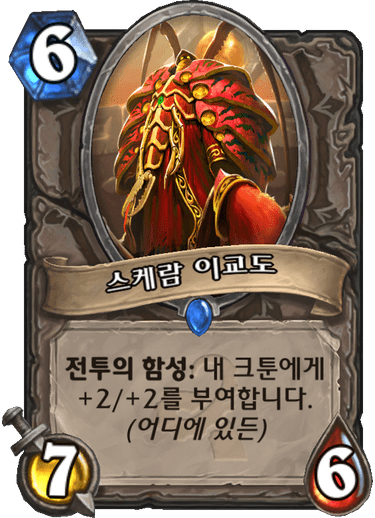 6
스케람 이교도
전투의 함성: 내 크툰에게
+2/+2를 부여합니다.
(어디에 있든)
7
6